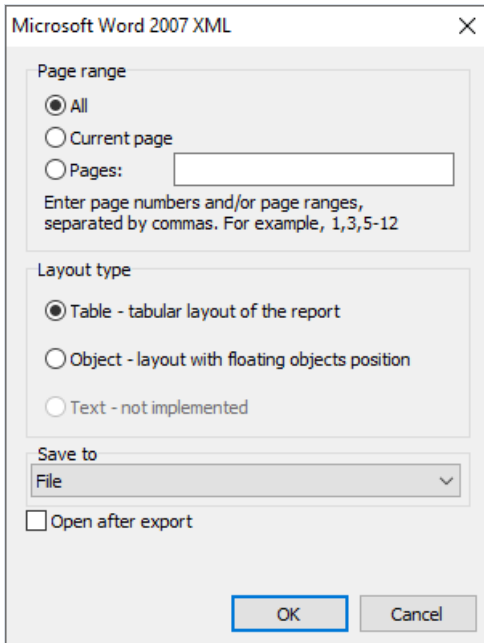 Microsoft Word 2007 XML
Page range
All
Current page
Pages:
Enter page numbers and/or page ranges,
separated by commas. For example, 1,3,5-12
Layout type
Table - tabular layout of the report
Object - layout with floating objects position
Text - not implemented
Save to
File
Open after export
OK Cancel